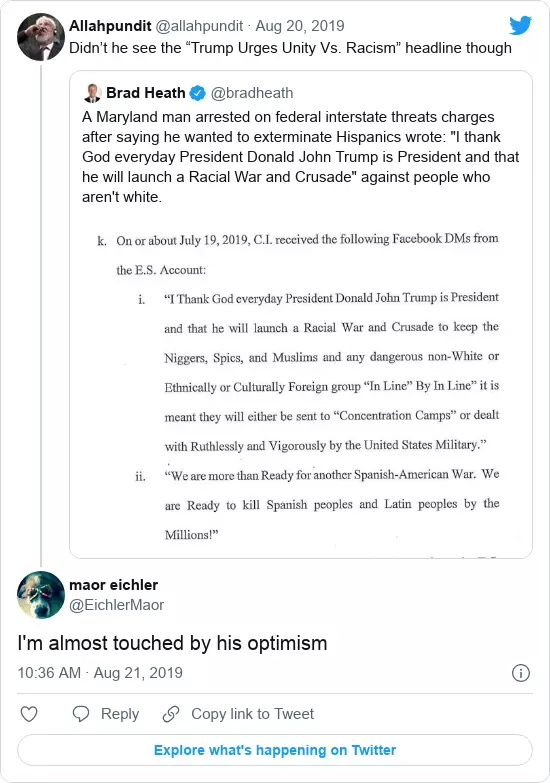 Allahpundit @allahpundit · Aug 20, 2019
Didn't he see the “Trump Urges Unity Vs. Racism” headline though
Brad Heath @bradheath
A Maryland man arrested on federal interstate threats charges
after saying he wanted to exterminate Hispanics wrote: "I thank
God everyday President Donald John Trump is President and that
he will launch a Racial War and Crusade" against people who
aren't white.
k. On or about July 19, 2019, C.I. received the following Facebook DMs from
the E.S. Account:
i. “I Thank God everyday President Donald John Trump is President
and that he will launch a Racial War and Crusade to keep the
Niggers, Spics, and Muslims and any dangerous non-White or
Ethnically or Culturally Foreign group “In Line” By In Line” it is
meant they will either be sent to “Concentration Camps” or dealt
with Ruthlessly and Vigorously by the United States Military.”
ii. “We are more than Ready for another Spanish-American War. We
are Ready to kill Spanish peoples and Latin peoples by the
Millions!”
maor eichler
@EichlerMaor
I'm almost touched by his optimism
10:36 AM · Aug 21, 2019
Reply
Copy link to Tweet
Explore what's happening on Twitter